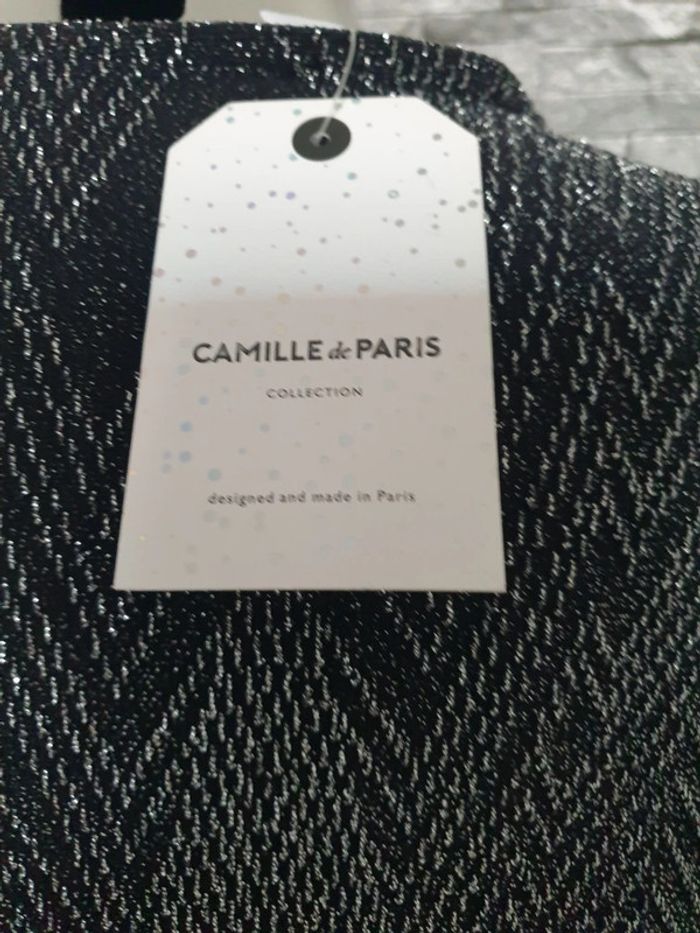 CAMILLE de PARIS
COLLECTION
designed and made in Paris